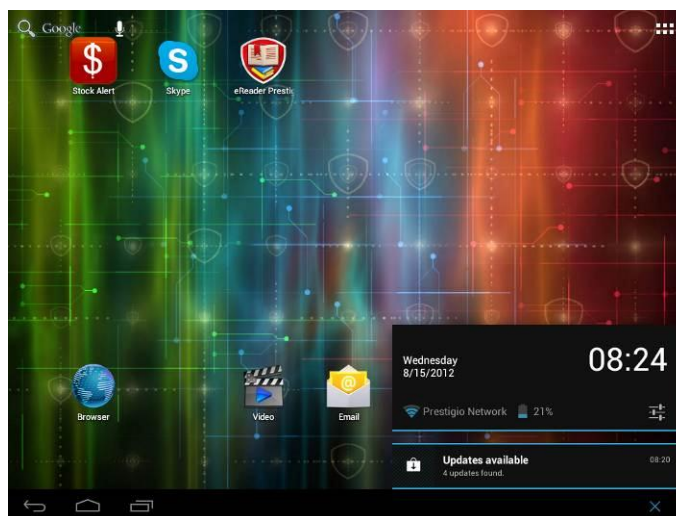 Google
$
Stock Alert
S
Skype
eReader Prestic
Browser
Video
@
Email
Wednesday
8/15/2012
08:24
Prestigio Network 21%
Updates available 08:20
4 updates found.